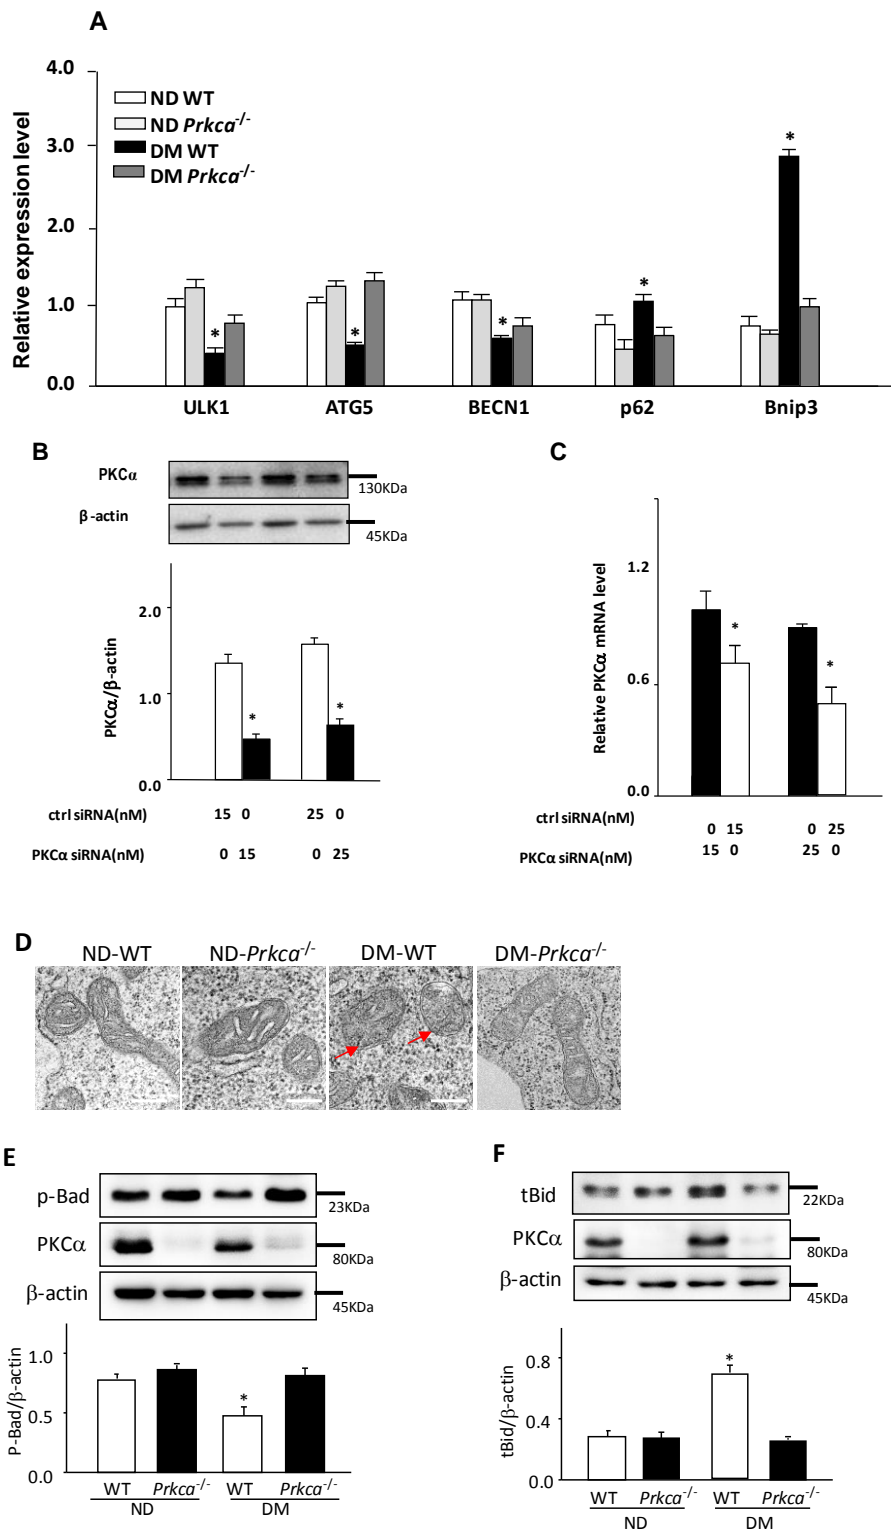 A
Relative expression level
4.0
3.0
2.0
1.0
0.0
ND WT
ND Prkca-/-
DM WT
DM Prkca-/-
*
*
*
*
*
ULK1 ATG5 BECN1 p62 Bnip3
B
PKCα
130KDa
β-actin
45KDa
PKCα/β-actin
2.0
1.0
0.0
*
*
ctrl siRNA(nM) 15 0 25 0
PKCα siRNA(nM) 0 15 0 25
C
Relative PKCα mRNA level
1.2
0.6
0.0
*
*
ctrl siRNA(nM) 0 15 0 25
PKCα siRNA(nM) 15 0 25 0
D
ND-WT ND-Prkca-/- DM-WT DM-Prkca-/-
E
p-Bad
23KDa
PKCα
80KDa
β-actin
45KDa
P-Bad/β-actin
1.0
0.5
0.0
*
WT Prkca-/- WT Prkca-/-
ND DM
F
tBid
22KDa
PKCα
80KDa
β-actin
45KDa
tBid/β-actin
0.8
0.4
0.0
*
WT Prkca-/- WT Prkca-/-
ND DM